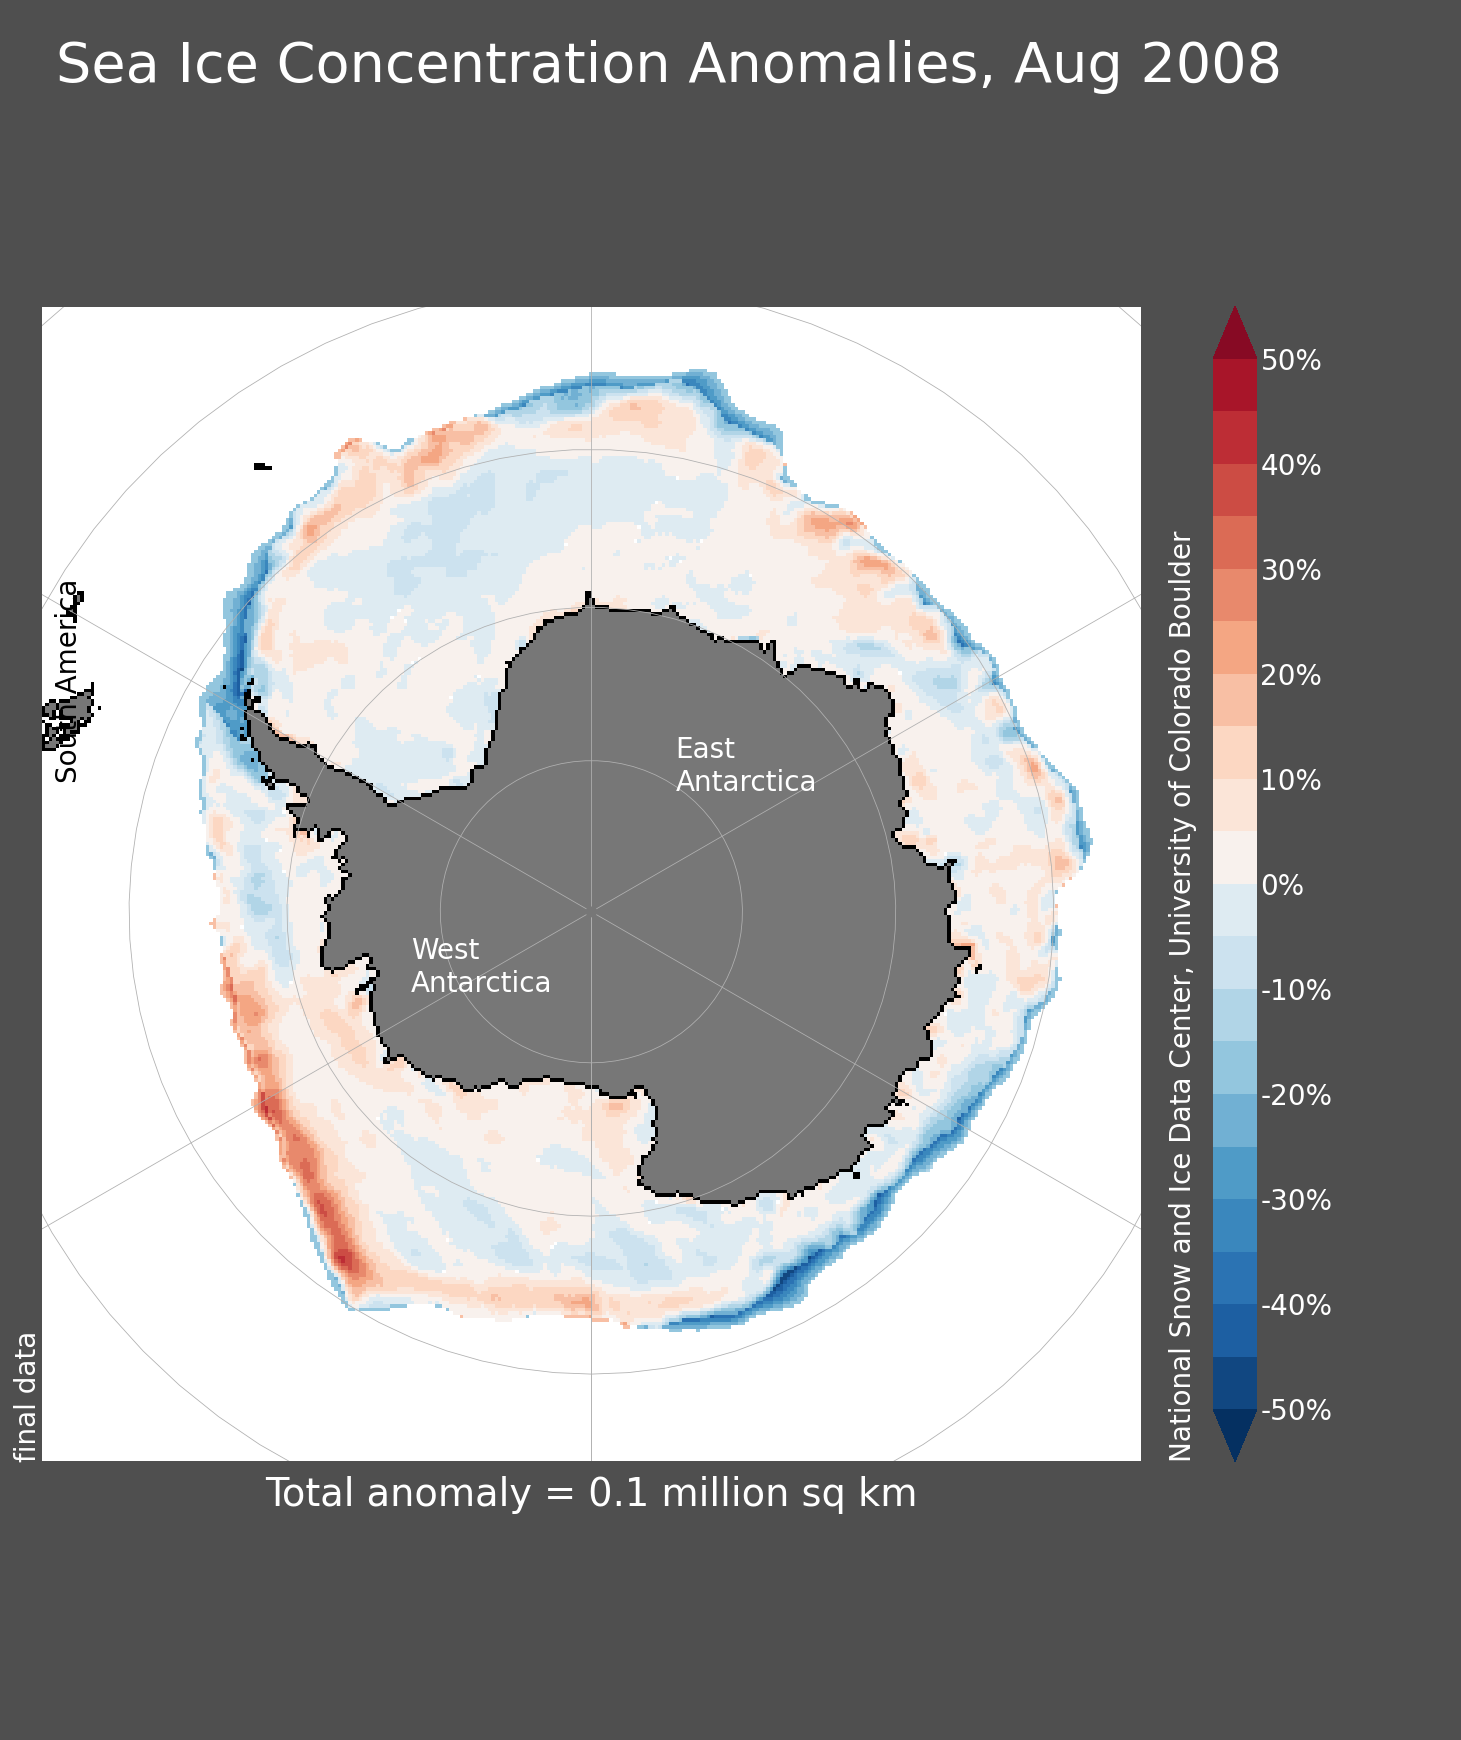 Sea Ice Concentration Anomalies, Aug 2008
South America
East
Antarctica
West
Antarctica
final data
National Snow and Ice Data Center, University of Colorado Boulder
50%
40%
30%
20%
10%
0%
-10%
-20%
-30%
-40%
-50%
Total anomaly = 0.1 million sq km